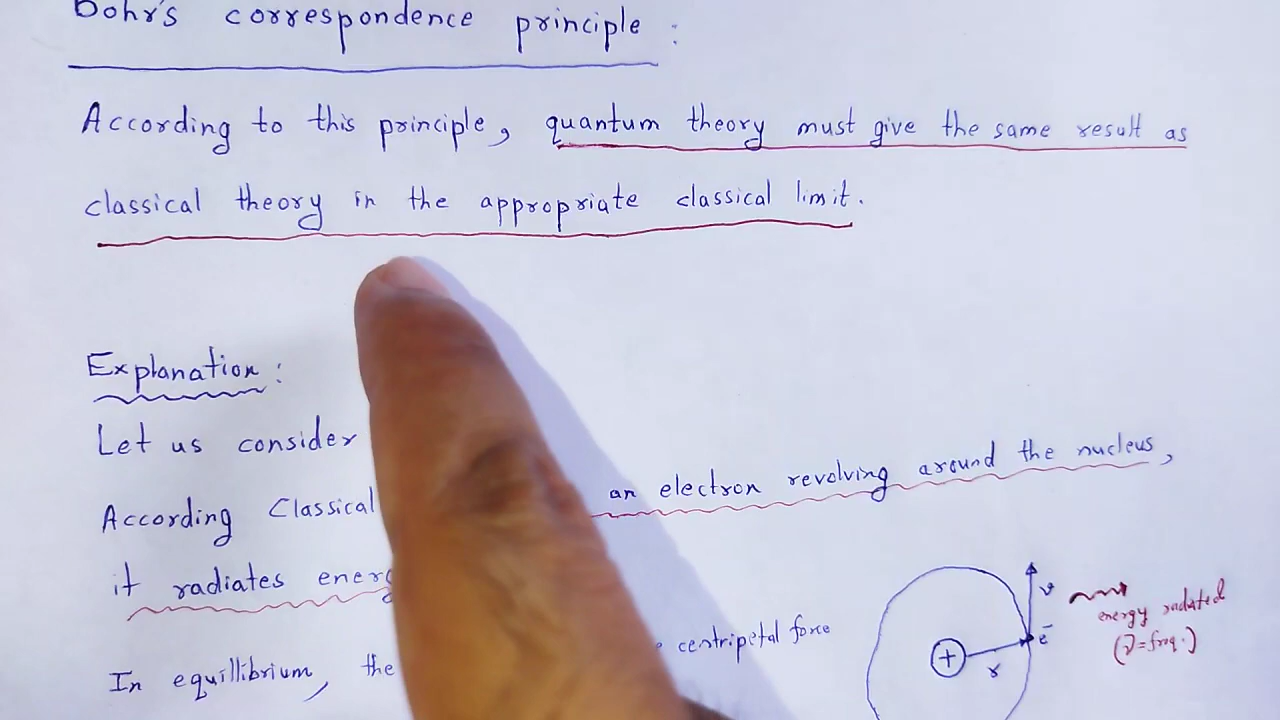 Bohr's correspondence principle :
According to this principle, quantum theory must give the same result as
classical theory in the appropriate classical limit.
Explanation :
Let us consider
According Classical an electron revolving around the nucleus,
it radiates energ
In equillibrium, the centripetal force
v
energy radiated
(ν=freq.)
e⁻
+
r